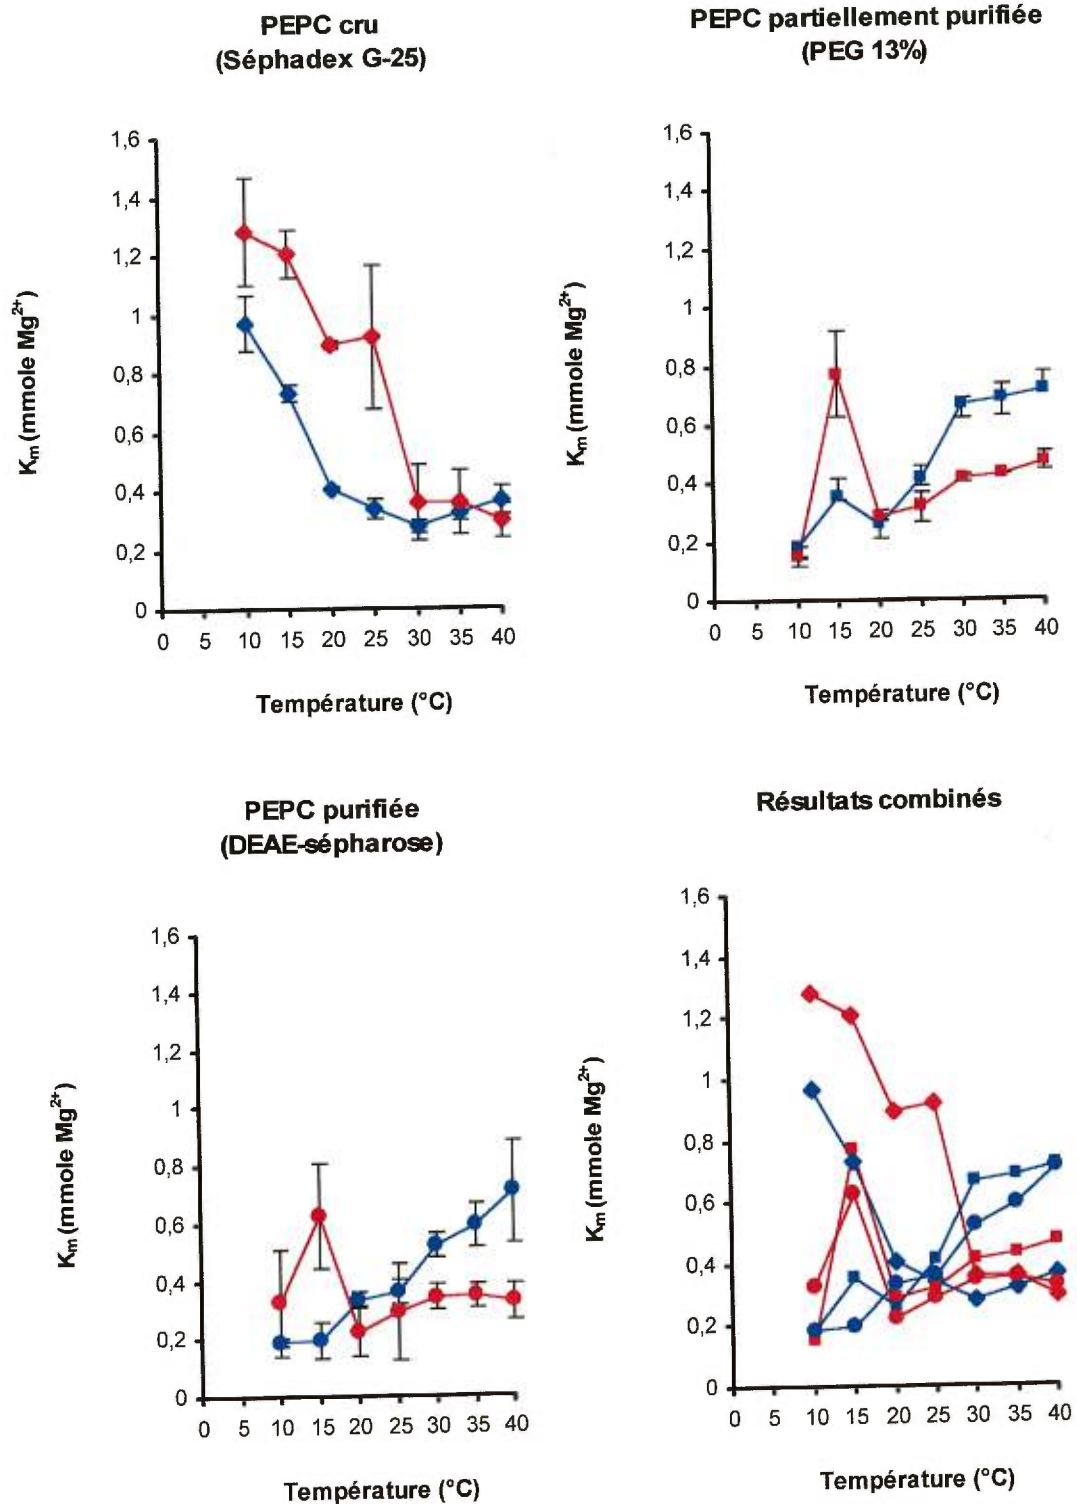 PEPC cru
(Séphadex G-25)
1,6
1,4
1,2
1
0,8
0,6
0,4
0,2
0
0 5 10 15 20 25 30 35 40
Km (mmole Mg2+)
Température (°C)
PEPC partiellement purifiée
(PEG 13%)
1,6
1,4
1,2
1
0,8
0,6
0,4
0,2
0
0 5 10 15 20 25 30 35 40
Km (mmole Mg2+)
Température (°C)
PEPC purifiée
(DEAE-sépharose)
1,6
1,4
1,2
1
0,8
0,6
0,4
0,2
0
0 5 10 15 20 25 30 35 40
Km (mmole Mg2+)
Température (°C)
Résultats combinés
1,6
1,4
1,2
1
0,8
0,6
0,4
0,2
0
0 5 10 15 20 25 30 35 40
Km (mmole Mg2+)
Température (°C)